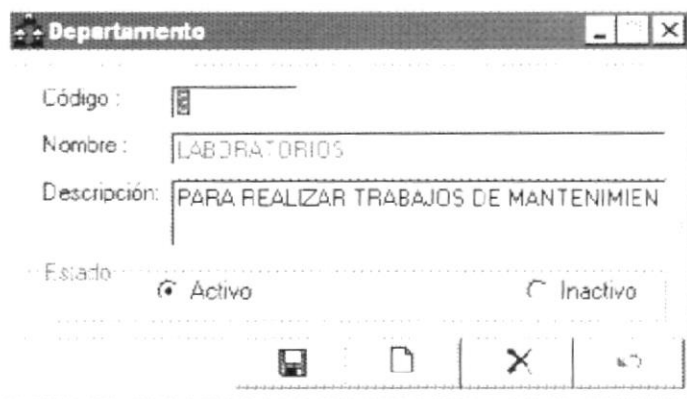 Departamento
Código :
Nombre : LABORATORIOS
Descripción: PARA REALIZAR TRABAJOS DE MANTENIMIEN
Estado
Activo Inactivo